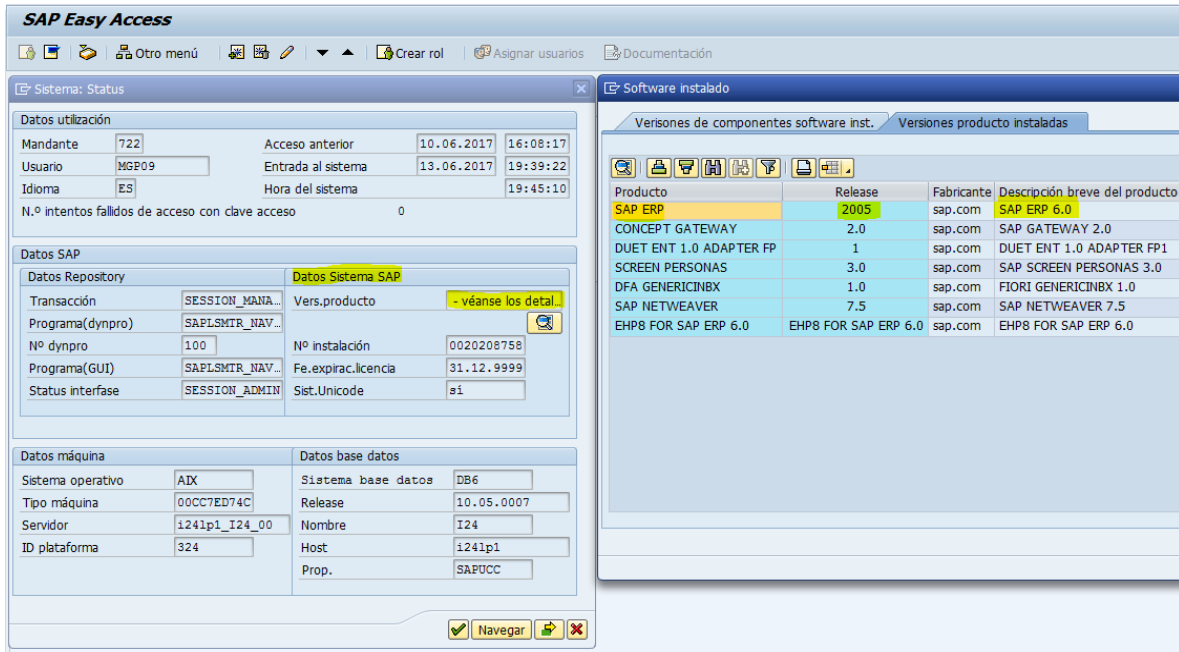 SAP Easy Access
Otro menú Crear rol Asignar usuarios Documentación
Sistema: Status
Datos utilización
Mandante 722 Acceso anterior 10.06.2017 16:08:17
Usuario MGP09 Entrada al sistema 13.06.2017 19:39:22
Idioma ES Hora del sistema 19:45:10
N.º intentos fallidos de acceso con clave acceso 0
Datos SAP
Datos Repository Datos Sistema SAP
Transacción SESSION_MANA… Vers.producto - véanse los detal…
Programa(dynpro) SAPLSMTR_NAV…
Nº dynpro 100 Nº instalación 0020208758
Programa(GUI) SAPLSMTR_NAV… Fe.expirac.licencia 31.12.9999
Status interfase SESSION_ADMIN Sist.Unicode sí
Datos máquina Datos base datos
Sistema operativo AIX Sistema base datos DB6
Tipo máquina 00CC7ED74C Release 10.05.0007
Servidor i24lp1_I24_00 Nombre I24
ID plataforma 324 Host i24lp1
Prop. SAPUCC
Navegar
Software instalado
Verisones de componentes software inst. Versiones producto instaladas
Producto Release Fabricante Descripción breve del producto
SAP ERP 2005 sap.com SAP ERP 6.0
CONCEPT GATEWAY 2.0 sap.com SAP GATEWAY 2.0
DUET ENT 1.0 ADAPTER FP 1 sap.com DUET ENT 1.0 ADAPTER FP1
SCREEN PERSONAS 3.0 sap.com SAP SCREEN PERSONAS 3.0
DFA GENERICINBX 1.0 sap.com FIORI GENERICINBX 1.0
SAP NETWEAVER 7.5 sap.com SAP NETWEAVER 7.5
EHP8 FOR SAP ERP 6.0 EHP8 FOR SAP ERP 6.0 sap.com EHP8 FOR SAP ERP 6.0